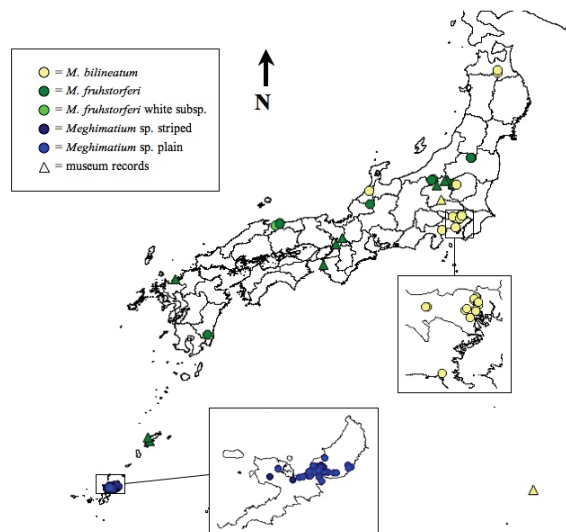 = M. bilineatum
= M. fruhstorferi
= M. fruhstorferi white subsp.
= Meghimatium sp. striped
= Meghimatium sp. plain
= museum records
N